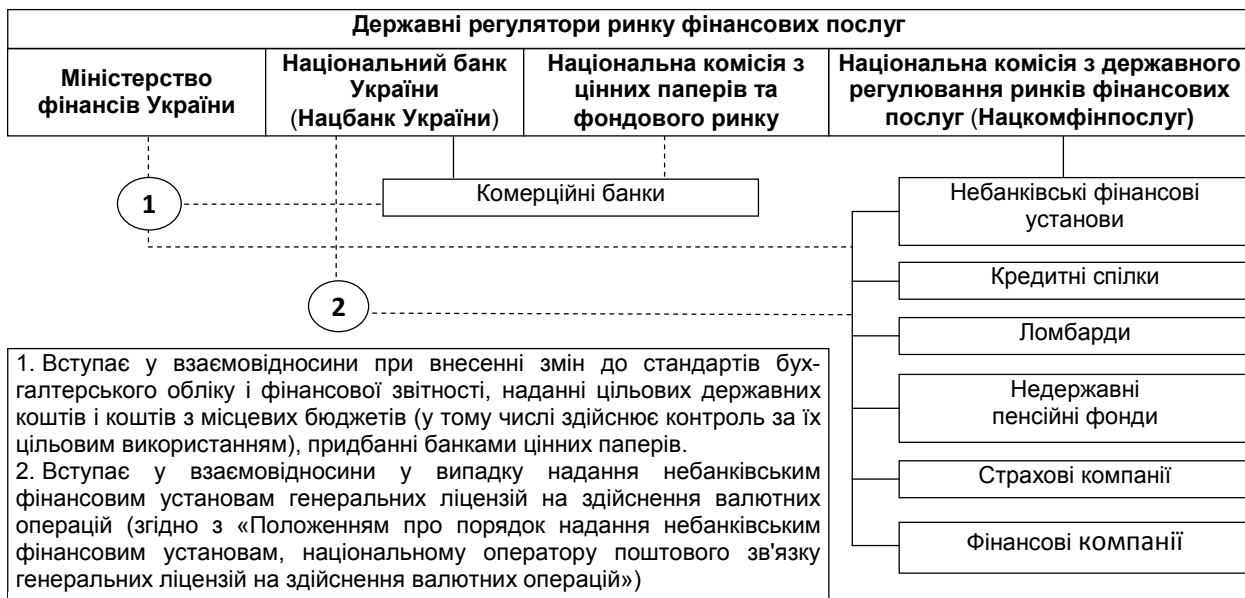 Державні регулятори ринку фінансових послуг
Міністерство
фінансів України
Національний банк
України
(Нацбанк України)
Національна комісія з
цінних паперів та
фондового ринку
Національна комісія з державного
регулювання ринків фінансових
послуг (Нацкомфінпослуг)
1
Комерційні банки
Небанківські фінансові
установи
2
Кредитні спілки
Ломбарди
Недержавні
пенсійні фонди
Страхові компанії
Фінансові компанії
1. Вступає у взаємовідносини при внесенні змін до стандартів бух-
галтерського обліку і фінансової звітності, наданні цільових державних
коштів і коштів з місцевих бюджетів (у тому числі здійснює контроль за їх
цільовим використанням), придбанні банками цінних паперів.
2. Вступає у взаємовідносини у випадку надання небанківським
фінансовим установам генеральних ліцензій на здійснення валютних
операцій (згідно з «Положенням про порядок надання небанківським
фінансовим установам, національному оператору поштового зв'язку
генеральних ліцензій на здійснення валютних операцій»)